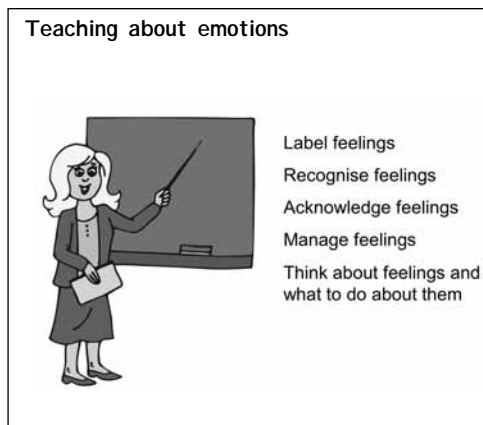 Teaching about emotions
Label feelings
Recognise feelings
Acknowledge feelings
Manage feelings
Think about feelings and
what to do about them